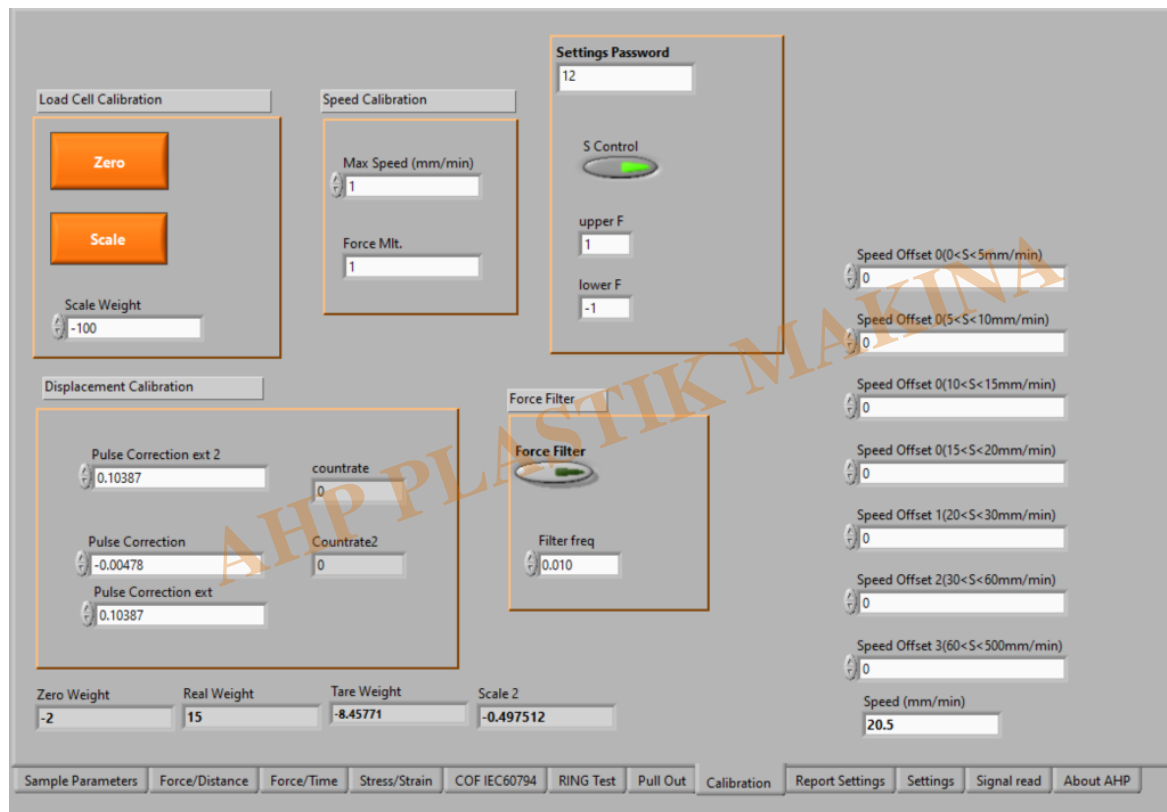 Load Cell Calibration
Zero
Scale
Scale Weight
-100
Speed Calibration
Max Speed (mm/min)
1
Force Mlt.
1
Settings Password
12
S Control
upper F
1
lower F
-1
Displacement Calibration
Pulse Correction ext 2
0.10387
countrate
0
Pulse Correction
-0.00478
Countrate2
0
Pulse Correction ext
0.10387
Force Filter
Force Filter
Filter freq
0.010
Speed Offset 0(0<S<5mm/min)
0
Speed Offset 0(5<S<10mm/min)
0
Speed Offset 0(10<S<15mm/min)
0
Speed Offset 0(15<S<20mm/min)
0
Speed Offset 1(20<S<30mm/min)
0
Speed Offset 2(30<S<60mm/min)
0
Speed Offset 3(60<S<500mm/min)
0
Speed (mm/min)
20.5
Zero Weight
-2
Real Weight
15
Tare Weight
-8.45771
Scale 2
-0.497512
AHP PLASTIK MAKINA
Sample Parameters Force/Distance Force/Time Stress/Strain COF IEC60794 RING Test Pull Out Calibration Report Settings Settings Signal read About AHP